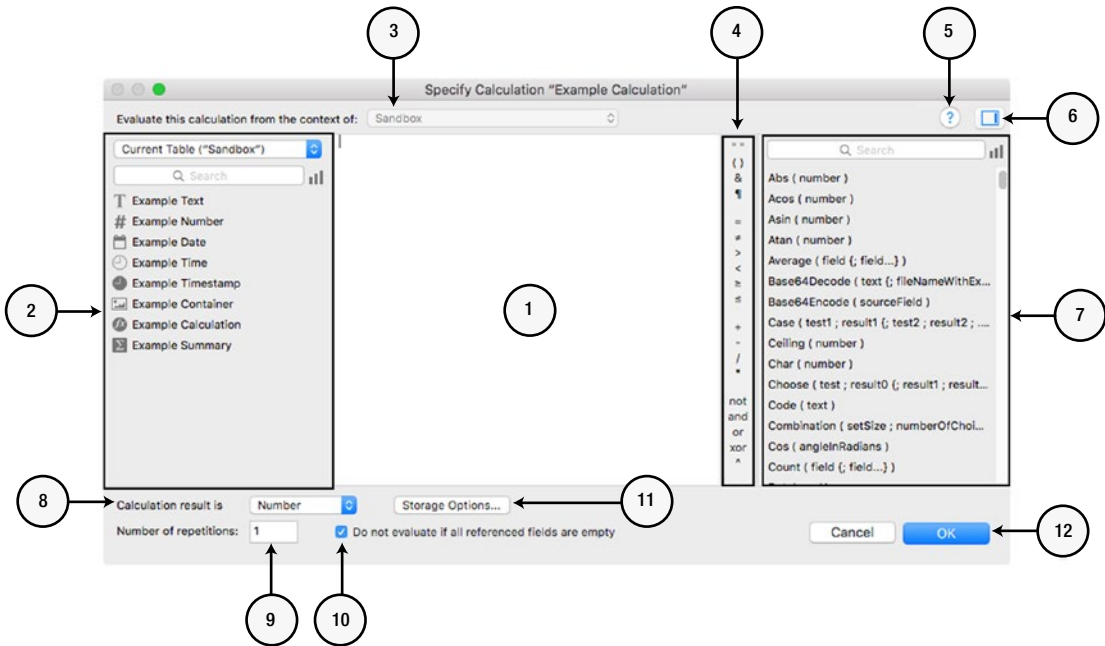 3
4
5
Specify Calculation "Example Calculation"
Evaluate this calculation from the context of: Sandbox
?
6
Current Table ("Sandbox")
Search
Example Text
Example Number
Example Date
Example Time
Example Timestamp
Example Container
Example Calculation
Example Summary
2
1
" "
( )
&
¶
=
≠
>
<
≥
≤
+
-
/
*
not
and
or
xor
^
Search
Abs ( number )
Acos ( number )
Asin ( number )
Atan ( number )
Average ( field {; field...} )
Base64Decode ( text {; fileNameWithEx...
Base64Encode ( sourceField )
Case ( test1 ; result1 {; test2 ; result2 ; ....
Ceiling ( number )
Char ( number )
Choose ( test ; result0 {; result1 ; result...
Code ( text )
Combination ( setSize ; numberOfChoi...
Cos ( angleInRadians )
Count ( field {; field...} )
7
8
Calculation result is Number Storage Options...
11
Number of repetitions: 1 Do not evaluate if all referenced fields are empty
Cancel OK
12
9
10